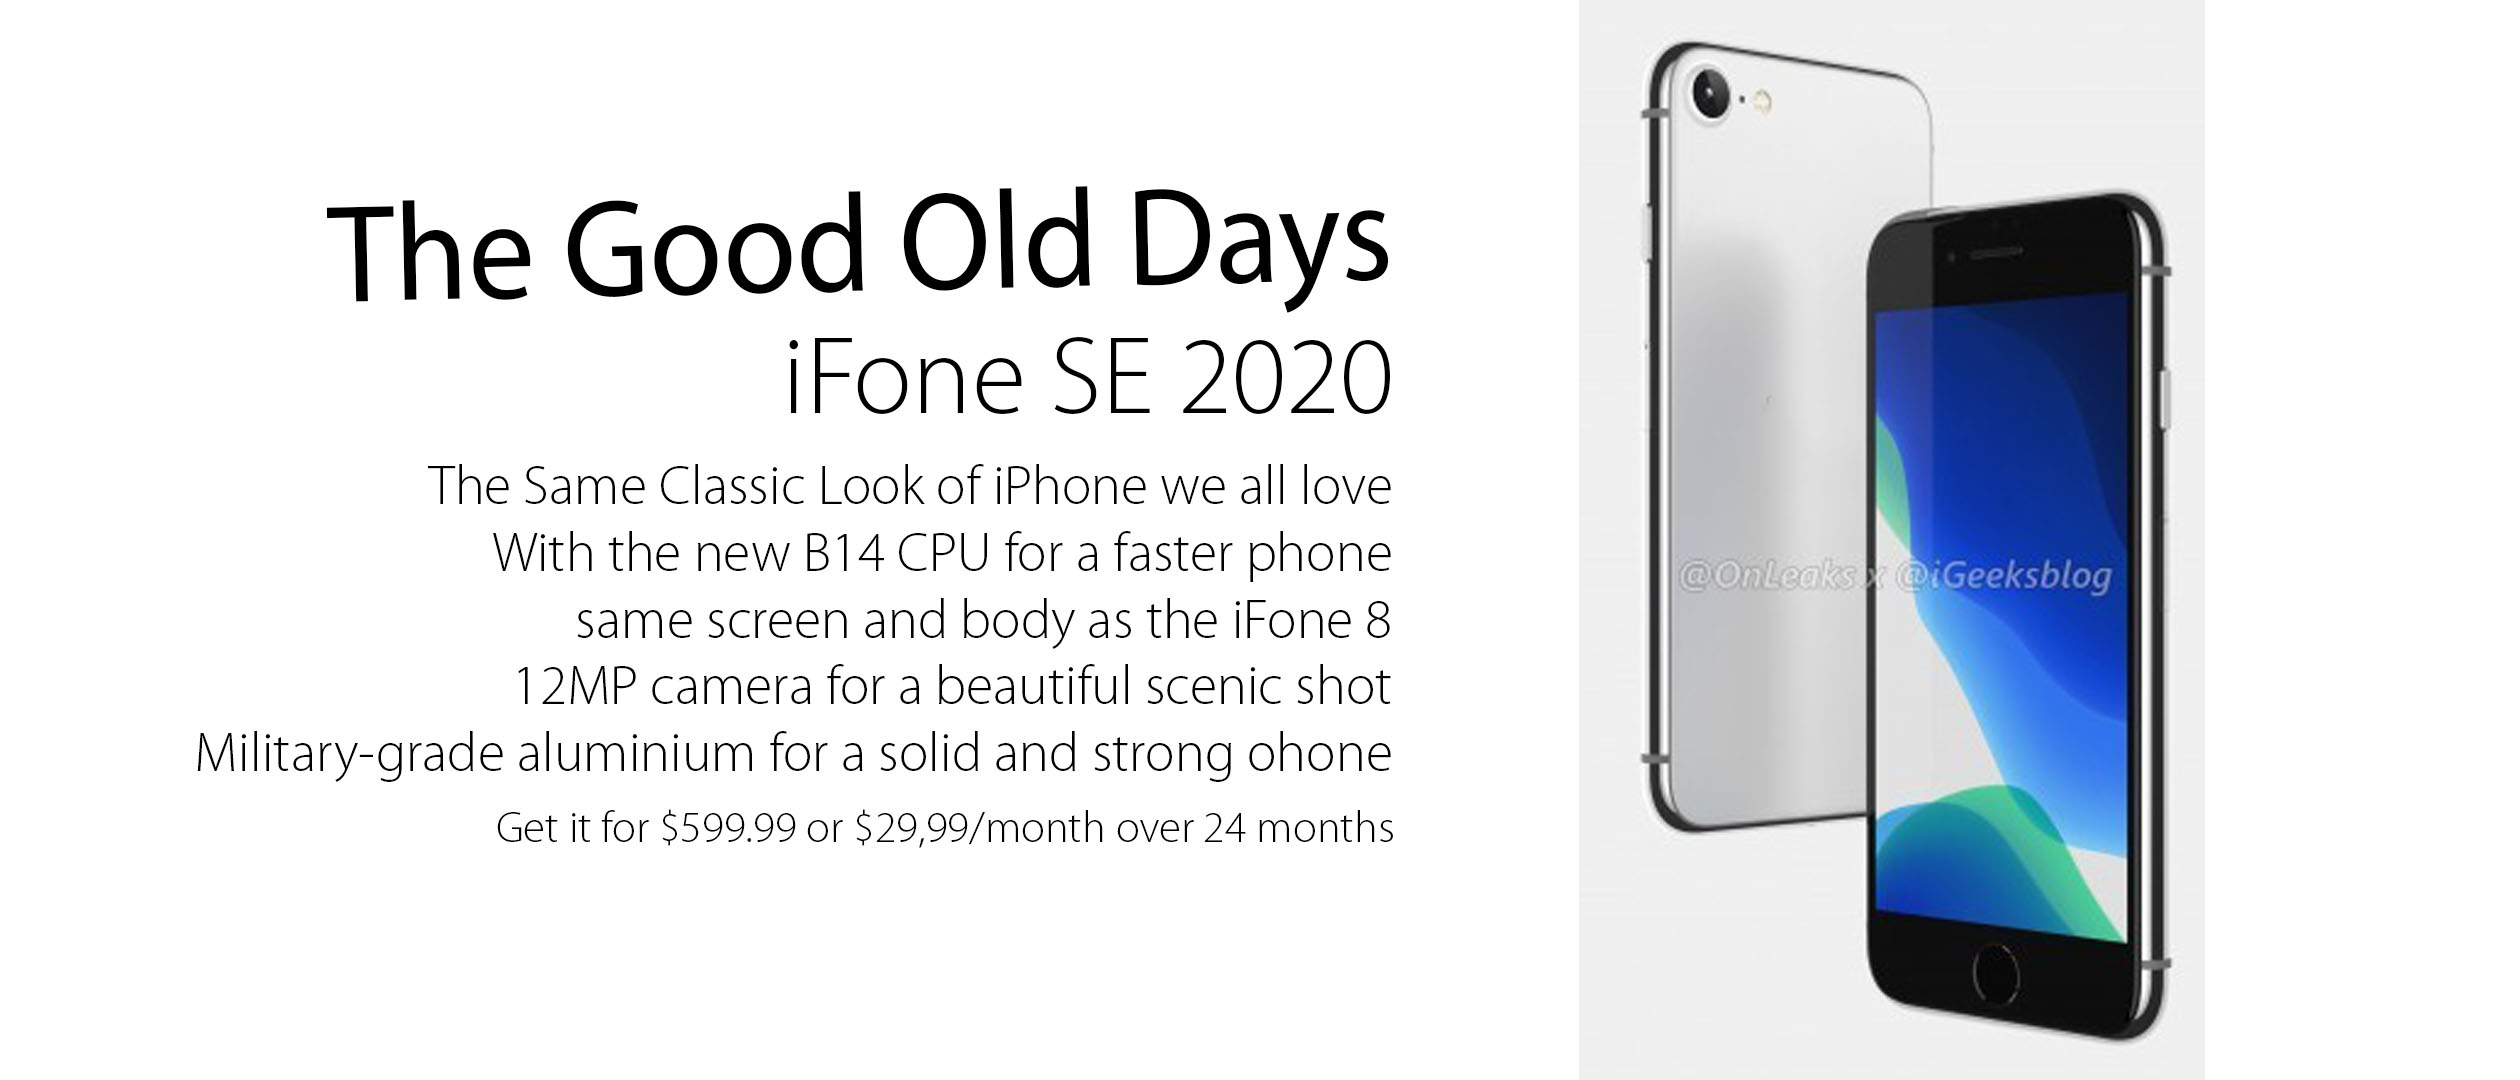 The Good Old Days
iFone SE 2020
The Same Classic Look of iPhone we all love
With the new B14 CPU for a faster phone
same screen and body as the iFone 8
12MP camera for a beautiful scenic shot
Military-grade aluminium for a solid and strong ohone
Get it for $599.99 or $29,99/month over 24 months
@OnLeaks x @iGeeksblog